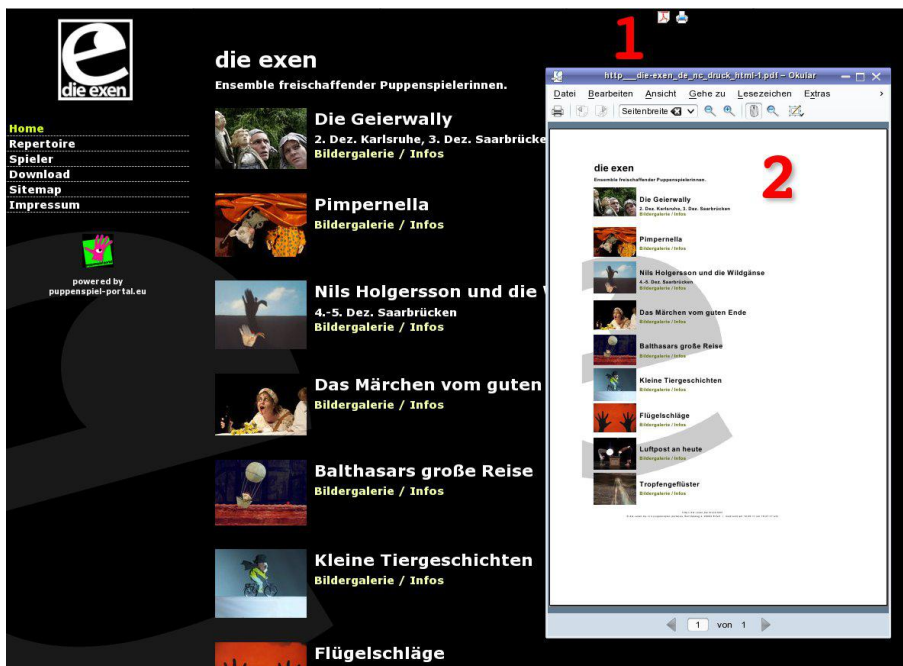 die exen
Home
Repertoire
Spieler
Download
Sitemap
Impressum
powered by
puppenspiel-portal.eu
die exen
Ensemble freischaffender Puppenspielerinnen.
Die Geierwally
2. Dez. Karlsruhe, 3. Dez. Saarbrücke
Bildergalerie / Infos
Pimpernella
Bildergalerie / Infos
Nils Holgersson und die
4.-5. Dez. Saarbrücken
Bildergalerie / Infos
Das Märchen vom guten
Bildergalerie / Infos
Balthasars große Reise
Bildergalerie / Infos
Kleine Tiergeschichten
Bildergalerie / Infos
Flügelschläge
1
http___die-exen_de_nc_druck_html-1.pdf – Okular
Datei Bearbeiten Ansicht Gehe zu Lesezeichen Extras
Seitenbreite
2
die exen
Ensemble freischaffender Puppenspielerinnen.
Die Geierwally
2. Dez. Karlsruhe, 3. Dez. Saarbrücken
Bildergalerie / Infos
Pimpernella
Bildergalerie / Infos
Nils Holgersson und die Wildgänse
4.-5. Dez. Saarbrücken
Bildergalerie / Infos
Das Märchen vom guten Ende
Bildergalerie / Infos
Balthasars große Reise
Bildergalerie / Infos
Kleine Tiergeschichten
Bildergalerie / Infos
Flügelschläge
Bildergalerie / Infos
Luftpost an heute
Bildergalerie / Infos
Tropfengeflüster
Bildergalerie / Infos
1 von 1